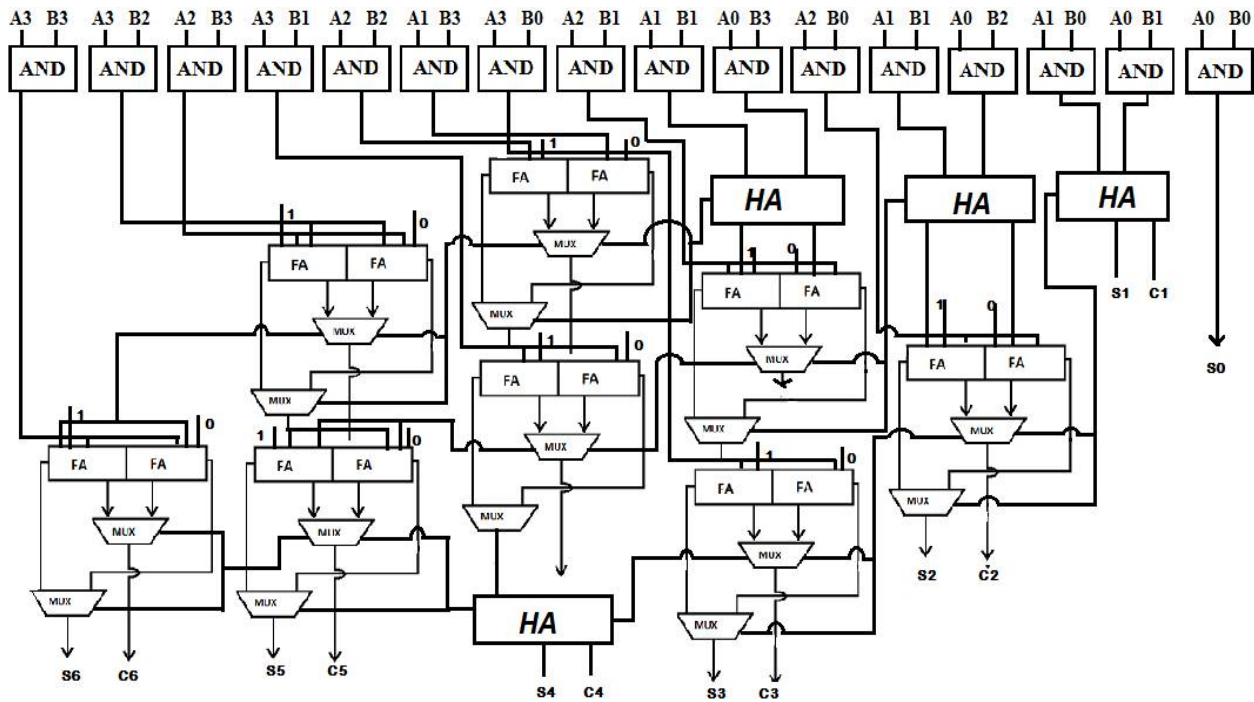 A3 B3 A3 B2 A2 B3 A3 B1 A2 B2 A1 B3 A3 B0 A2 B1 A1 B1 A0 B3 A2 B0 A1 B1 A0 B2 A1 B0 A0 B1 A0 B0
AND AND AND AND AND AND AND AND AND AND AND AND AND AND AND AND
1 0
FA FA
HA HA HA
1 0
MUX
FA FA
1 0
FA FA
S1 C1
1 0
MUX
MUX
1 0
FA FA
MUX
FA FA
S0
MUX
1 0
1 0
MUX
MUX
MUX
FA FA
FA FA
1 0
FA FA
MUX
MUX
MUX
MUX
MUX
MUX
S2 C2
MUX
MUX
HA
MUX
S6 C6
S5 C5
S4 C4
S3 C3